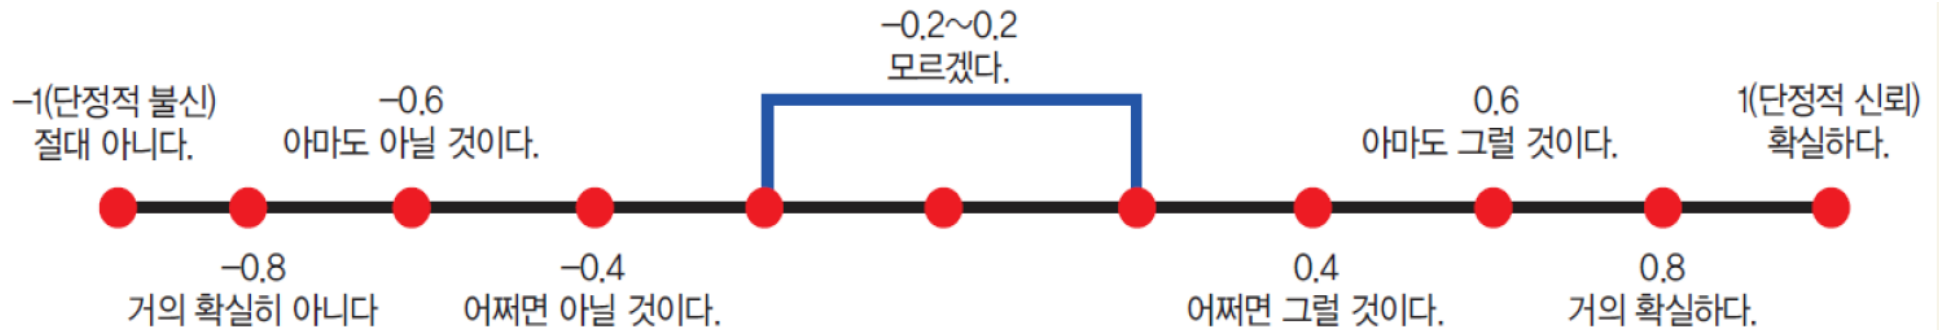 -0.2~0.2
모르겠다.
-1(단정적 불신)
절대 아니다.
-0.6
아마도 아닐 것이다.
0.6
아마도 그럴 것이다.
1(단정적 신뢰)
확실하다.
-0.8
거의 확실히 아니다
-0.4
어쩌면 아닐 것이다.
0.4
어쩌면 그럴 것이다.
0.8
거의 확실하다.